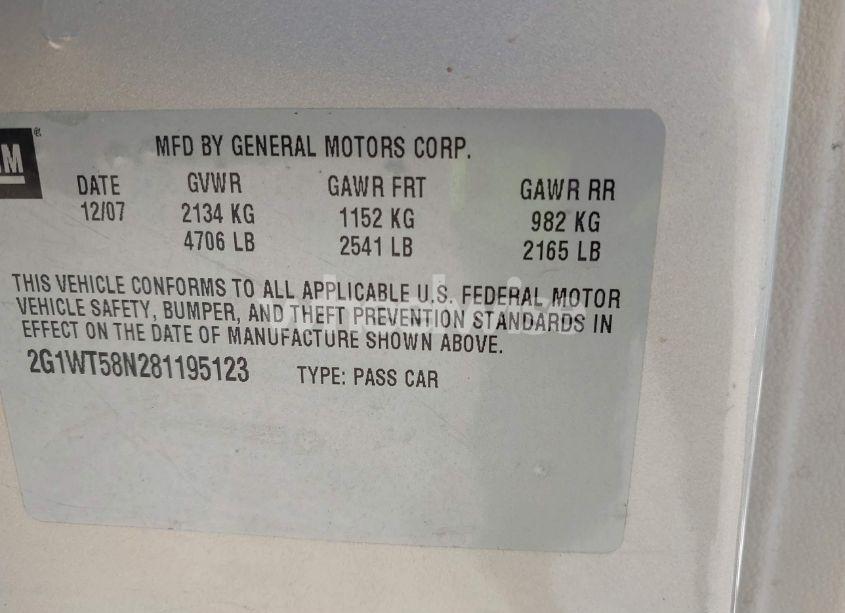 MFD BY GENERAL MOTORS CORP.
DATE GVWR GAWR FRT GAWR RR
12/07 2134 KG 1152 KG 982 KG
4706 LB 2541 LB 2165 LB
THIS VEHICLE CONFORMS TO ALL APPLICABLE U.S. FEDERAL MOTOR
VEHICLE SAFETY, BUMPER, AND THEFT PREVENTION STANDARDS IN
EFFECT ON THE DATE OF MANUFACTURE SHOWN ABOVE.
2G1WT58N281195123 TYPE: PASS CAR